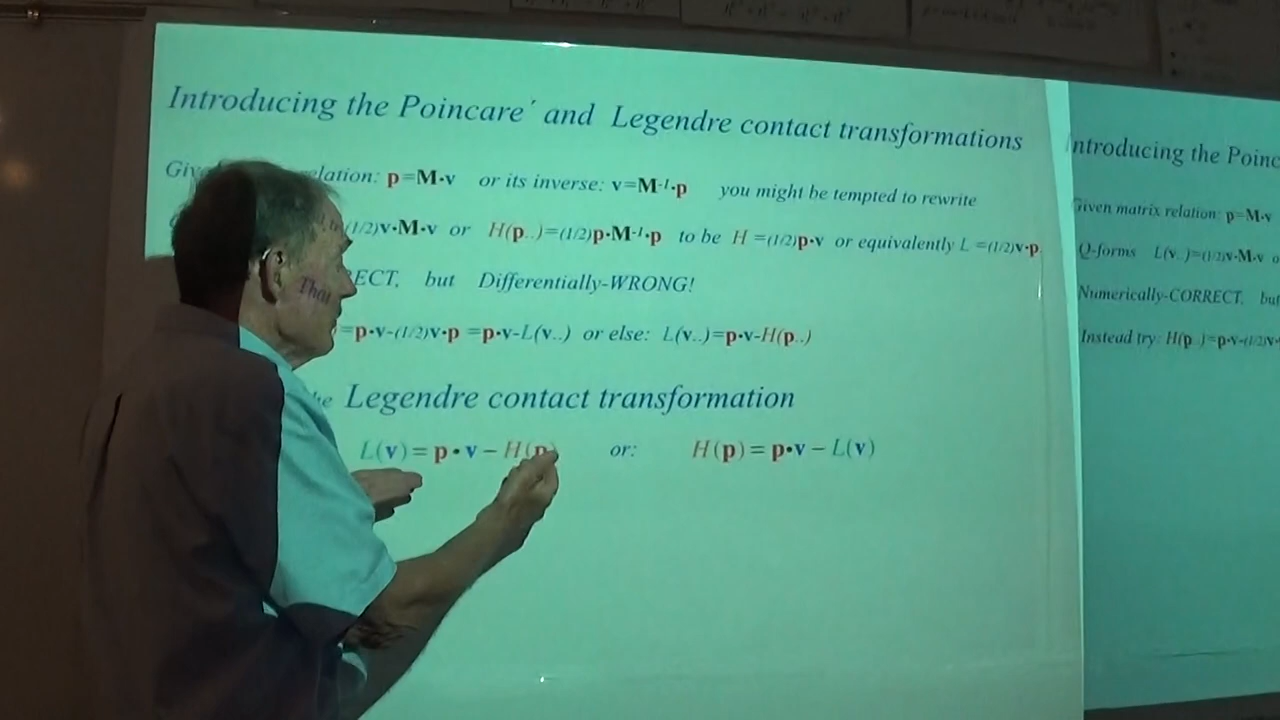 Introducing the Poincare´ and Legendre contact transformations
Giv lation: p=M•v or its inverse: v=M-1•p you might be tempted to rewrite
(1/2)v•M•v or H(p..)=(1/2)p•M-1•p to be H =(1/2)p•v or equivalently L =(1/2)v•p.
That ECT, but Differentially-WRONG!
=p•v-(1/2)v•p =p•v-L(v..) or else: L(v..)=p•v-H(p..)
he Legendre contact transformation
L(v) = p • v − H(p) or: H(p) = p•v − L(v)
ntroducing the Poinc
Given matrix relation: p=M•v
Q-forms L(v..)=(1/2)v•M•v o
Numerically-CORRECT, but
Instead try: H(p..)=p•v-(1/2)v•